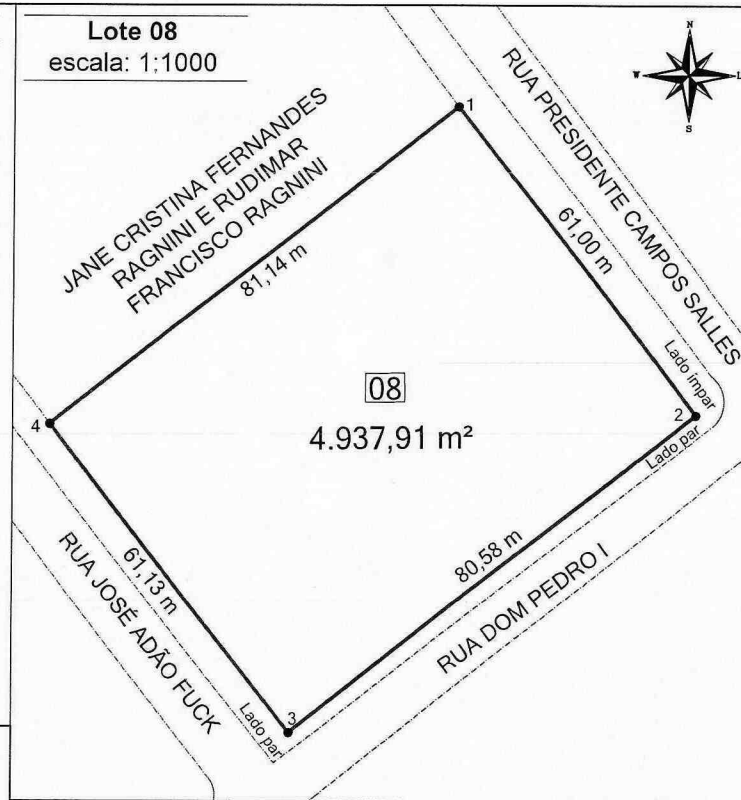 Lote 08
escala: 1:1000
N
W
L
S
RUA PRESIDENTE CAMPOS SALLES
JANE CRISTINA FERNANDES
RAGNINI E RUDIMAR
FRANCISCO RAGNINI
1
61,00 m
81,14 m
Lado ímpar
08
4.937,91 m²
2
Lado par
4
80,58 m
61,13 m
RUA DOM PEDRO I
RUA JOSÉ ADÃO FUCK
3
Lado par